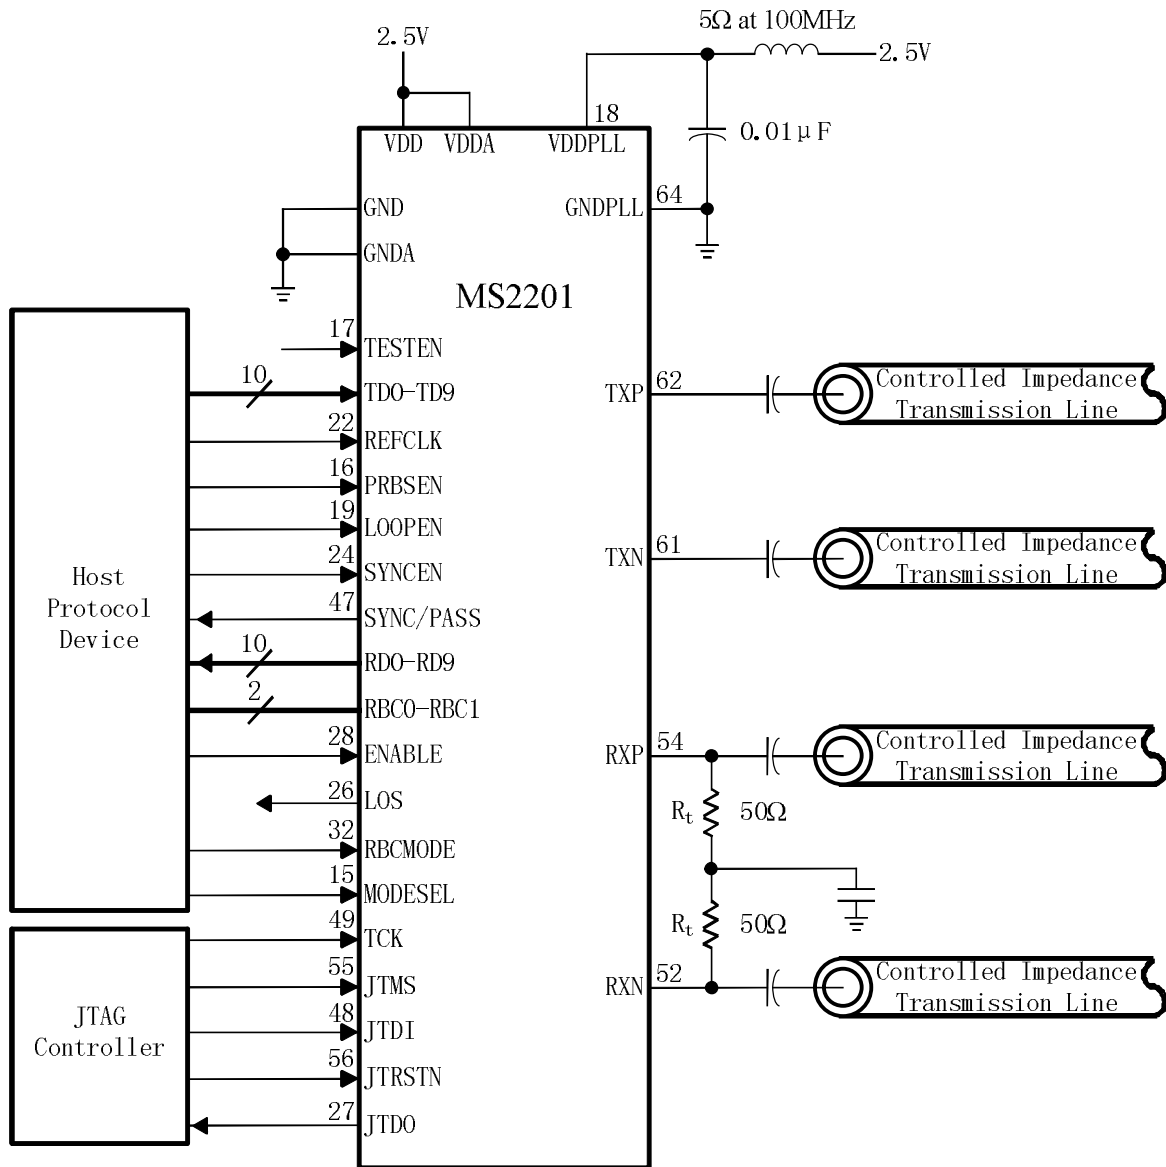 5Ω at 100MHz
2.5V
2.5V
18
0.01μF
VDD
VDDA
VDDPLL
GND
GNDPLL
64
GNDA
MS2201
17
TESTEN
10
TDO-TD9
22
REFCLK
16
PRBSEN
19
LOOPEN
24
SYNCEN
47
SYNC/PASS
10
RDO-RD9
2
RBCO-RBC1
28
ENABLE
26
LOS
32
RBCMODE
15
MODESEL
49
TCK
55
JTMS
48
JTDI
56
JTRSTN
27
JTDO
Host
Protocol
Device
JTAG
Controller
TXP
62
Controlled Impedance
Transmission Line
TXN
61
Controlled Impedance
Transmission Line
RXP
54
Controlled Impedance
Transmission Line
Rt
50Ω
Rt
50Ω
RXN
52
Controlled Impedance
Transmission Line